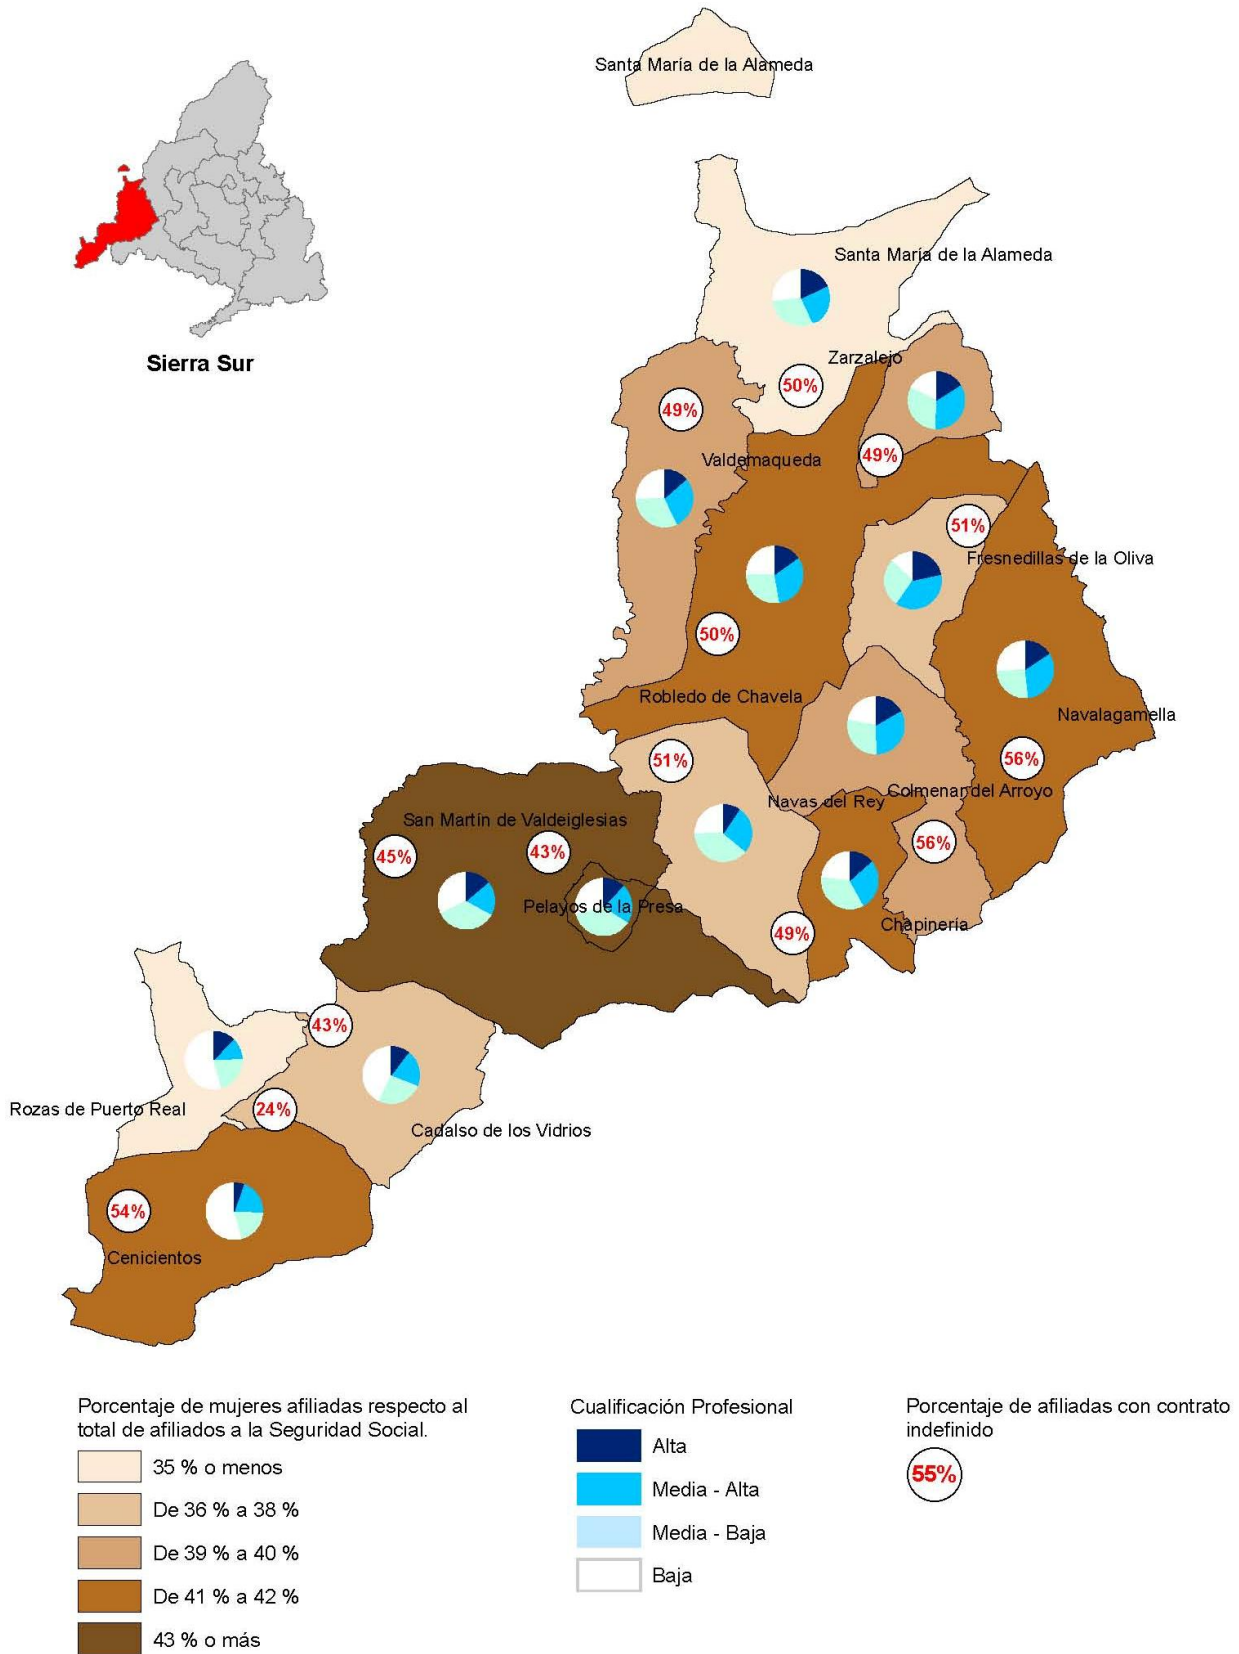 Santa María de la Alameda
Sierra Sur
Santa María de la Alameda
Zarzalejo
50%
49%
Valdemaqueda
49%
51%
Fresnedillas de la Oliva
50%
Robledo de Chavela
Navalagamella
51%
56%
Navas del Rey
Colmenar del Arroyo
San Martín de Valdeiglesias
45%
43%
56%
Pelayos de la Presa
Chapinería
49%
43%
24%
Rozas de Puerto Real
Cadalso de los Vidrios
54%
Cenicientos
Porcentaje de mujeres afiliadas respecto al
total de afiliados a la Seguridad Social.
35 % o menos
De 36 % a 38 %
De 39 % a 40 %
De 41 % a 42 %
43 % o más
Cualificación Profesional
Alta
Media - Alta
Media - Baja
Baja
Porcentaje de afiliadas con contrato
indefinido
55%